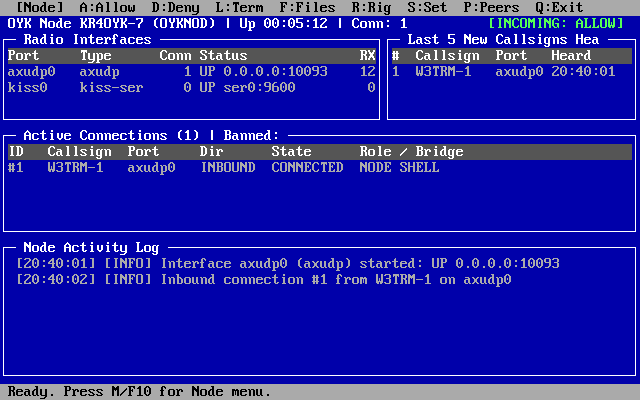 [Node]  A:Allow  D:Deny  L:Term  F:Files  R:Rig  S:Set  P:Peers  Q:Exit
OYK Node KR4OYK-7 (OYKNOD) | Up 00:05:12 | Conn: 1 [INCOMING: ALLOW]
Radio Interfaces
Port Type Conn Status RX
axudp0 axudp 1 UP 0.0.0.0:10093 12
kiss0 kiss-ser 0 UP ser0:9600 0
Last 5 New Callsigns Hea
# Callsign Port Heard
1 W3TRM-1 axudp0 20:40:01
Active Connections (1) | Banned:
ID Callsign Port Dir State Role / Bridge
#1 W3TRM-1 axudp0 INBOUND CONNECTED NODE SHELL
Node Activity Log
[20:40:01] [INFO] Interface axudp0 (axudp) started: UP 0.0.0.0:10093
[20:40:02] [INFO] Inbound connection #1 from W3TRM-1 on axudp0
Ready. Press M/F10 for Node menu.